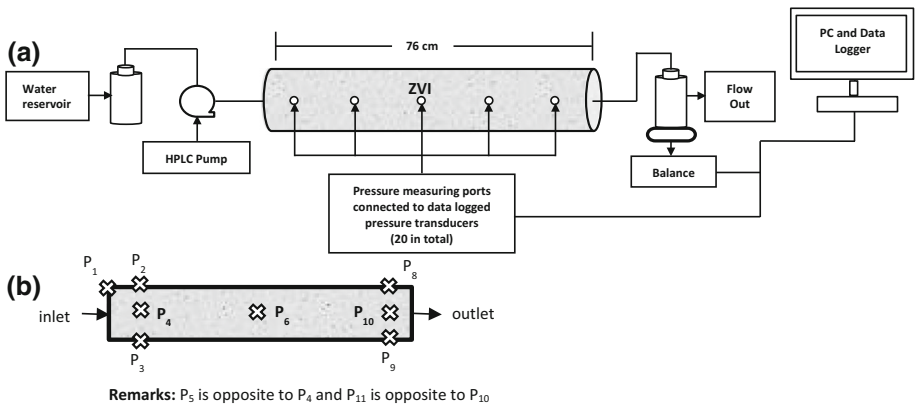 (a)
76 cm
PC and Data
Logger
Water
reservoir
ZVI
Flow
Out
HPLC Pump
Balance
Pressure measuring ports
connected to data logged
pressure transducers
(20 in total)
(b)
P1
P2
P8
inlet
P4
P6
P10
outlet
P3
P9
Remarks: P5 is opposite to P4 and P11 is opposite to P10